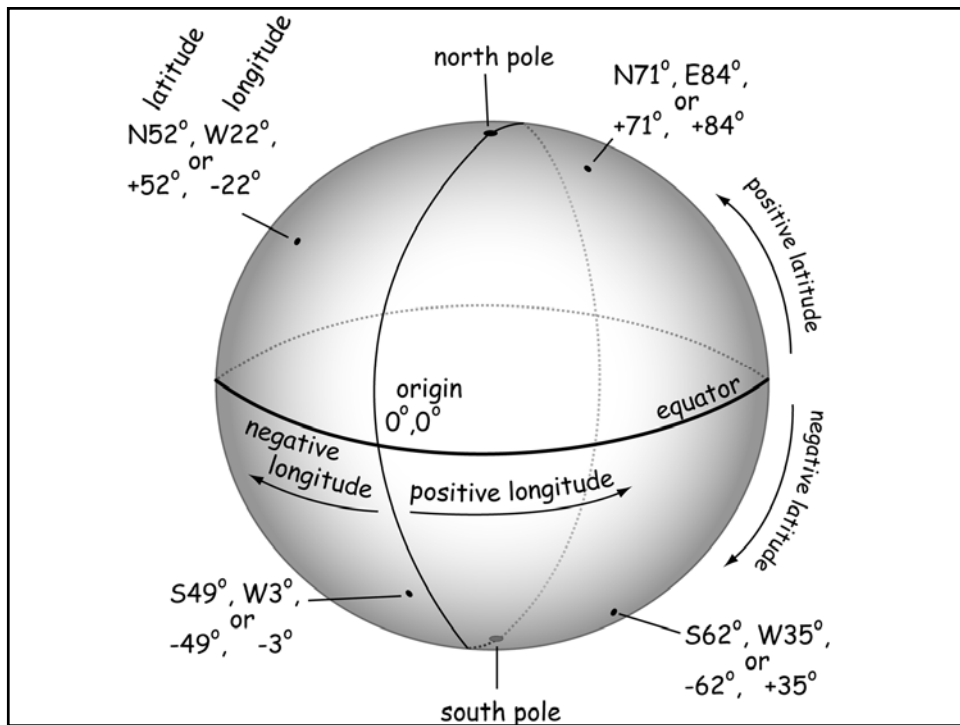 latitude
longitude
N52°, W22°,
or
+52°, -22°
north pole
N71°, E84°,
or
+71°, +84°
positive latitude
origin
0°,0°
equator
negative
longitude
positive longitude
negative latitude
S49°, W3°,
or
-49°, -3°
S62°, W35°,
or
-62°, +35°
south pole